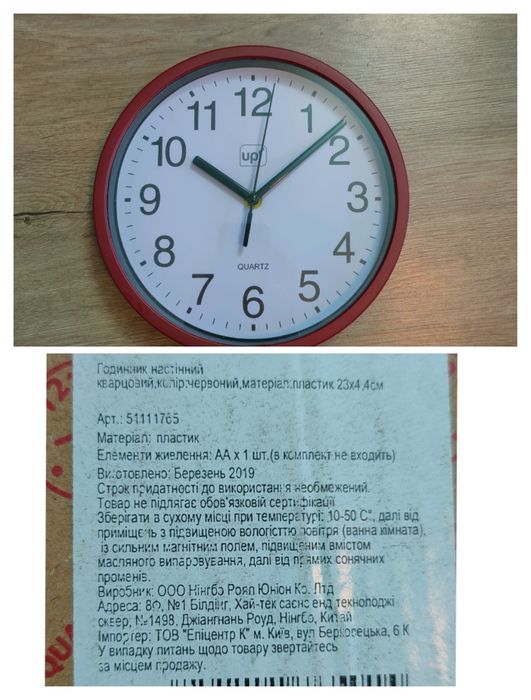 12
1
2
3
4
5
6
7
8
9
10
11
up!
QUARTZ
Годинник настінний
кварцовий,колір:червоний,матеріал:пластик 23х4,4см
Арт.: 51111765
Матеріал: пластик
Елементи живлення: АА х 1 шт.(в комплект не входить)
Виготовлено: Березень 2019
Строк придатності до використання необмежений.
Товар не підлягає обов'язковій сертифікації
Зберігати в сухому місці при температурі: 10-50 С°, далі від
приміщень з підвищеною вологістю повітря (ванна кімната),
із сильним магнітним полем, підвищеним вмістом
масляного випаровування, далі від прямих сонячних
променів.
Виробник: ООО Нінгбо Роял Юніон Ко. Лтд
Адреса: 8Ф, №1 Білдінг, Хай-тек саєнс енд текнолоджі
сквер, №1498, Джіангнань Роуд, Нінгбо, Китай
Імпортер: ТОВ "Епіцентр К" м. Київ, вул Берковецька, 6 К
У випадку питань щодо товару звертайтесь
за місцем продажу.